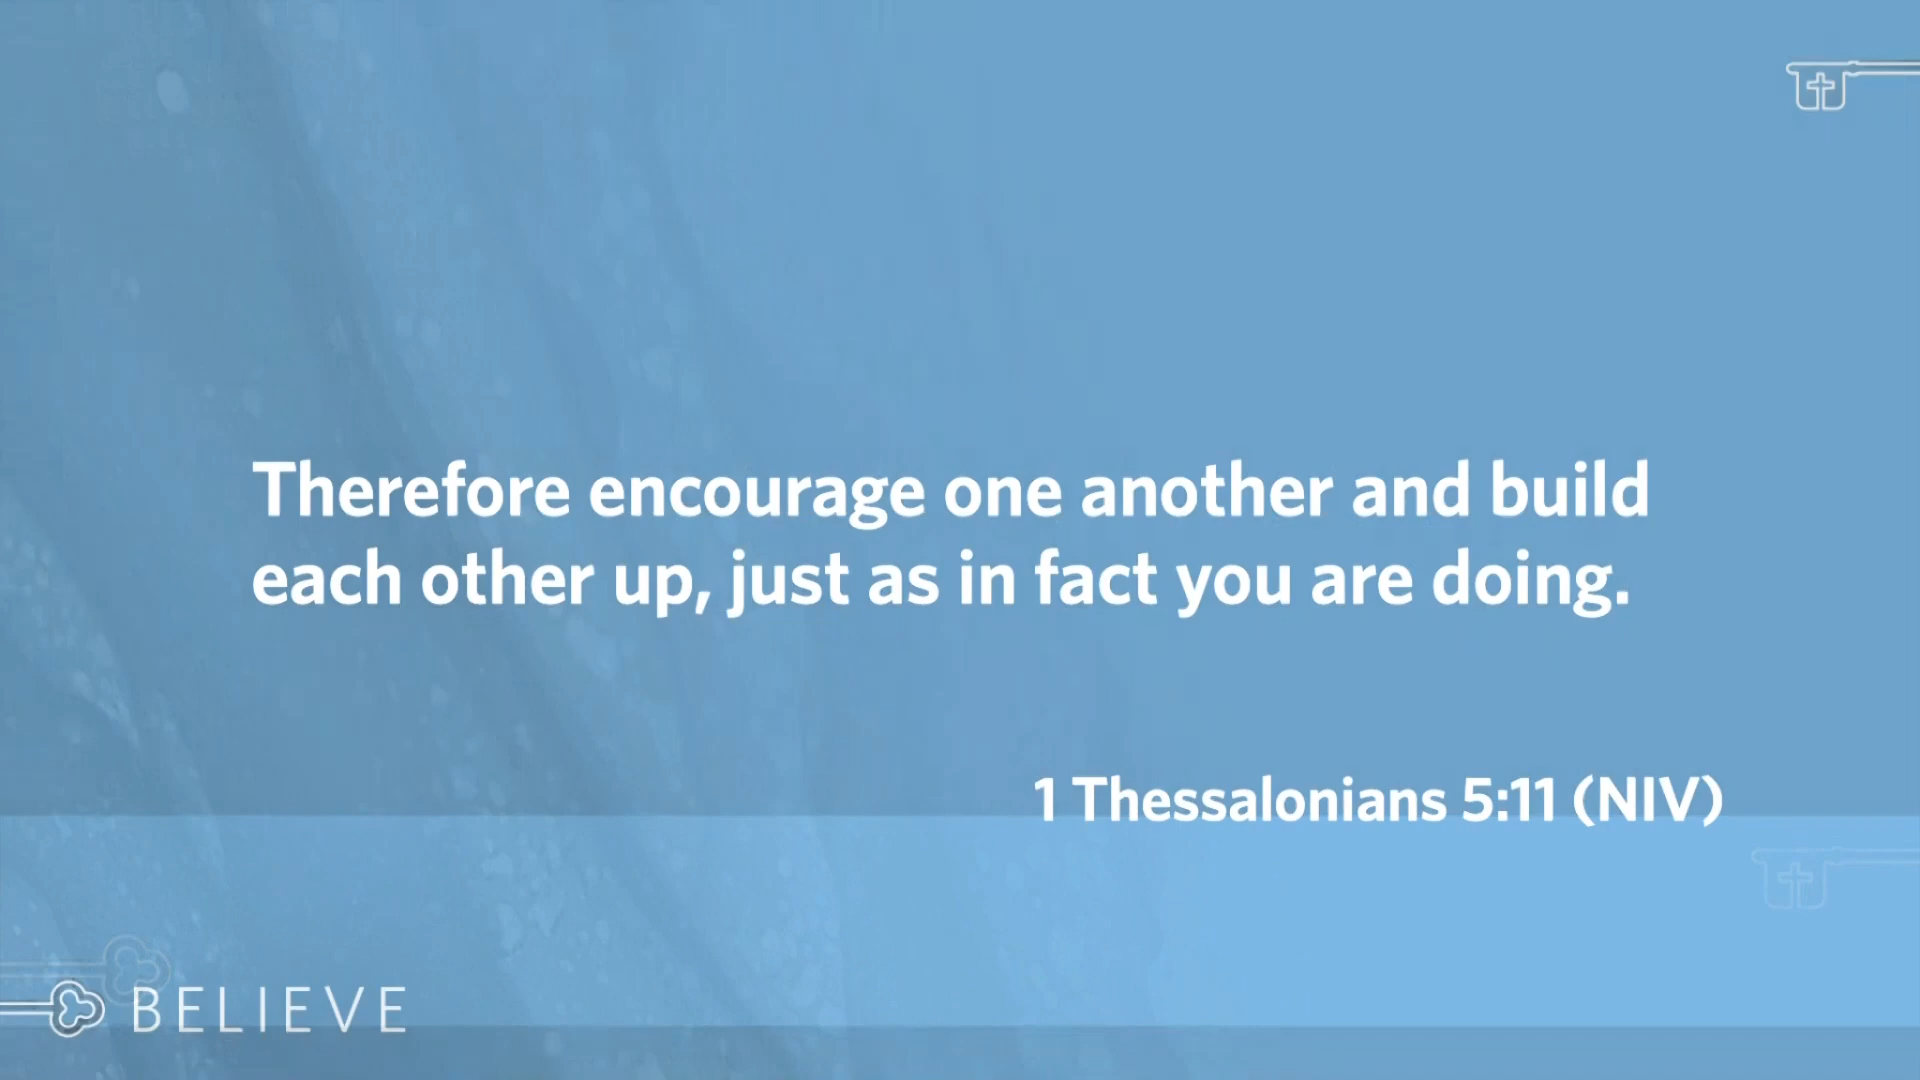 Therefore encourage one another and build
each other up, just as in fact you are doing.
1 Thessalonians 5:11 (NIV)
BELIEVE